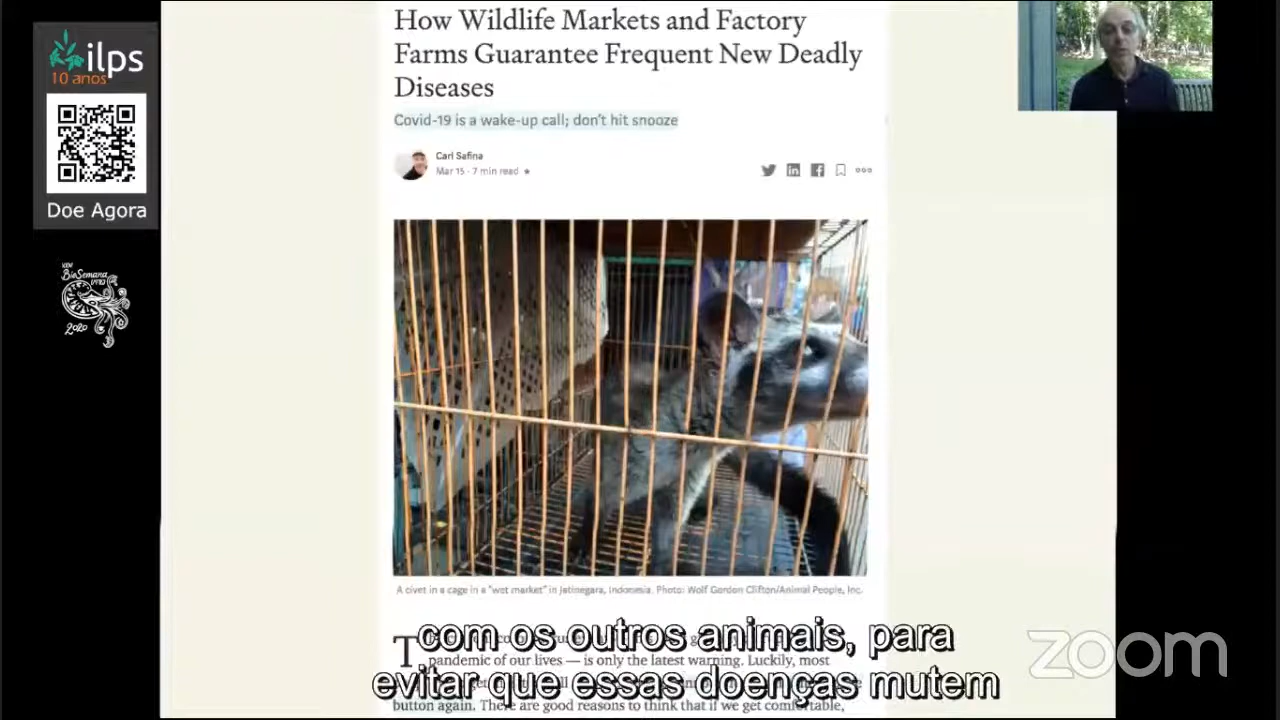 ilps
10 anos
Doe Agora
BioSemana
2020
How Wildlife Markets and Factory
Farms Guarantee Frequent New Deadly
Diseases
Covid-19 is a wake-up call; don't hit snooze
Carl Safina
Mar 15 · 7 min read
A civet in a cage in a "wet market" in Jatinegara, Indonesia. Photo: Wolf Gordon Clifton/Animal People, Inc.
pandemic of our lives — is only the latest warning. Luckily, most
button again. There are good reasons to think that if we get comfortable,
com os outros animais, para
evitar que essas doenças mutem
zoom